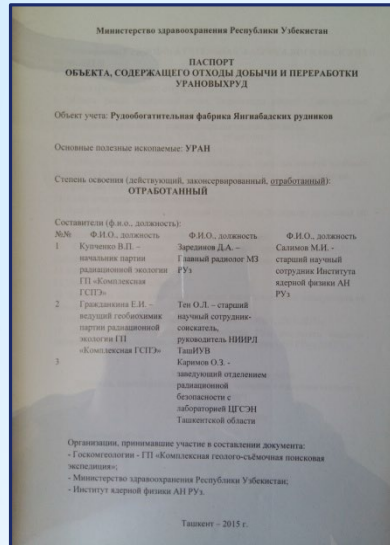 Министерство здравоохранения Республики Узбекистан
ПАСПОРТ
ОБЪЕКТА, СОДЕРЖАЩЕГО ОТХОДЫ ДОБЫЧИ И ПЕРЕРАБОТКИ
УРАНОВЫХРУД
Объект учета: Рудообогатительная фабрика Янгиабадских рудников
Основные полезные ископаемые: УРАН
Степень освоения (действующий, законсервированный, отработанный):
ОТРАБОТАННЫЙ
Составители (ф.и.о., должность):
№№ Ф.И.О., должность Ф.И.О., должность Ф.И.О., должность
1 Купченко В.П. – Зарединов Д.А. – Салимов М.И. -
начальник партии Главный радиолог МЗ старший научный
радиационной экологии РУз сотрудник Института
ГП «Комплексная ядерной физики АН
ГСПЭ» РУз
2 Гражданкина Е.И. – Тен О.Л. – старший
ведущий геобиохимик научный сотрудник-
партии радиационной соискатель,
экологии ГП руководитель НИИРЛ
«Комплексная ГСПЭ» ТашИУВ
3 Каримов О.З. -
заведующий отделением
радиационной
безопасности с
лабораторией ЦГСЭН
Ташкентской области
Организации, принимавшие участие в составлении документа:
- Госкомгеологии - ГП «Комплексная геолого-съёмочная поисковая
экспедиция»;
- Министерство здравоохранения Республики Узбекистан;
- Институт ядерной физики АН РУз.
Ташкент – 2015 г.